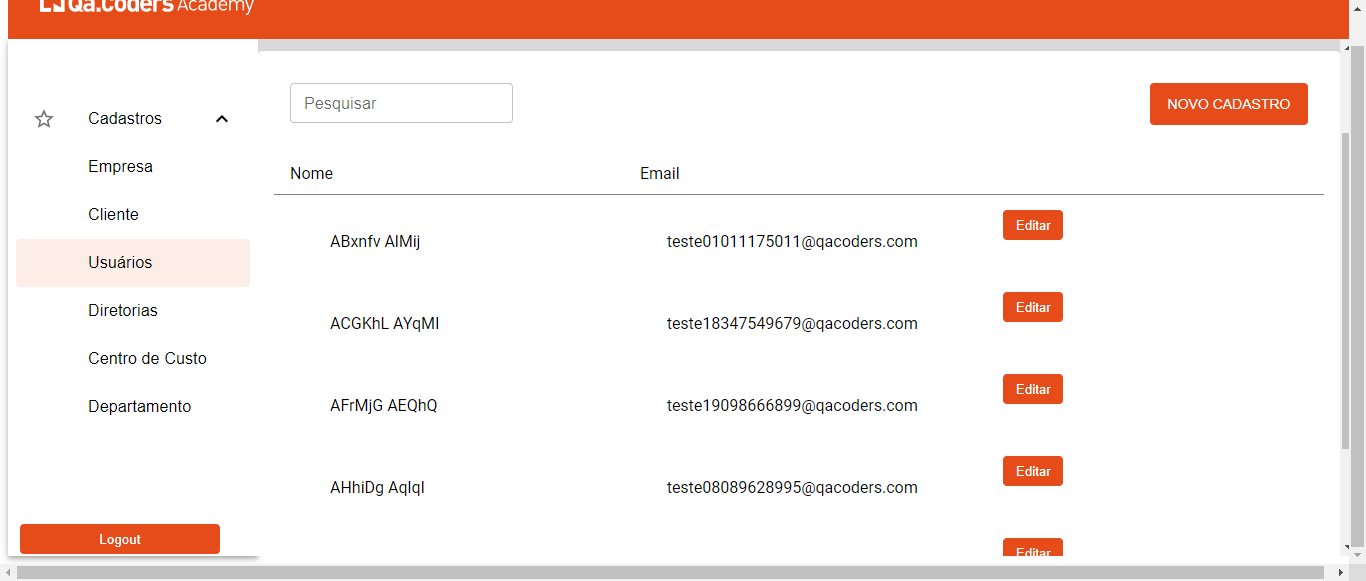 Qa.Coders Academy
Pesquisar
NOVO CADASTRO
Cadastros
Empresa
Cliente
Usuários
Diretorias
Centro de Custo
Departamento
Logout
Nome Email
ABxnfv AlMij teste01011175011@qacoders.com Editar
ACGKhL AYqMI teste18347549679@qacoders.com Editar
AFrMjG AEQhQ teste19098666899@qacoders.com Editar
AHhiDg AqIqI teste08089628995@qacoders.com Editar
Editar